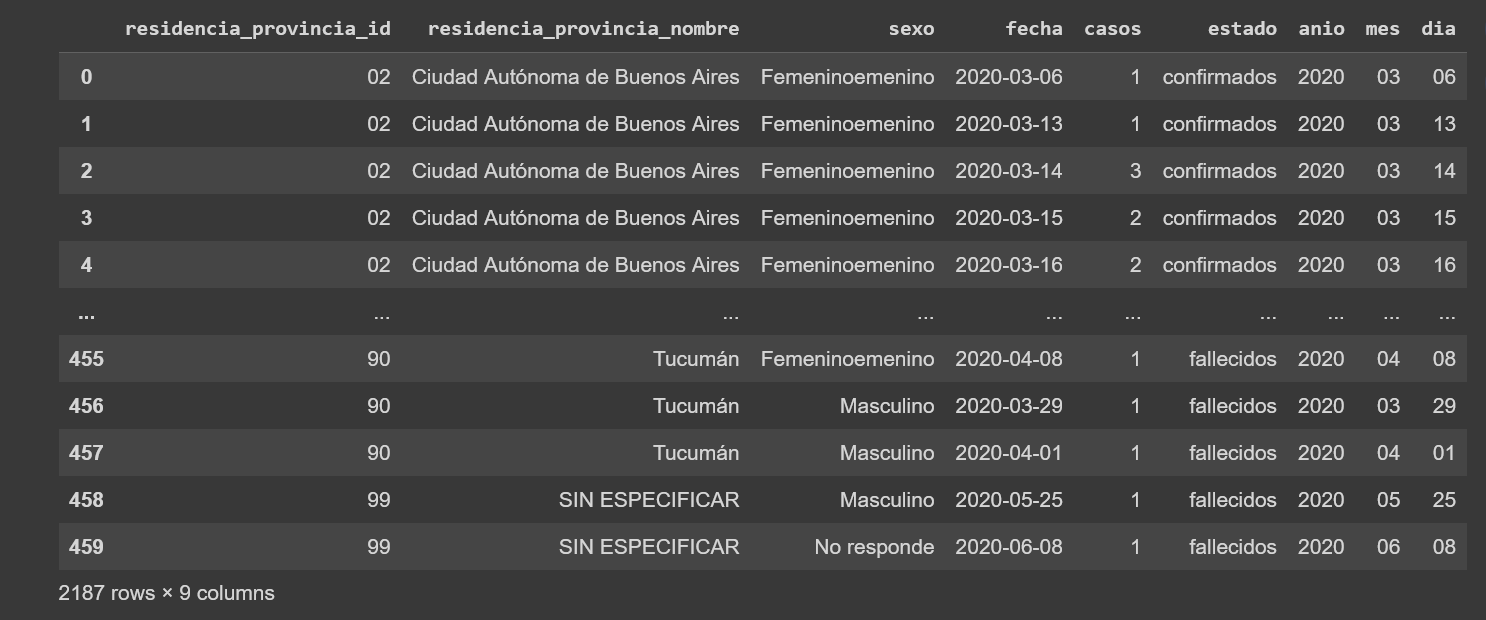 residencia_provincia_id residencia_provincia_nombre sexo fecha casos estado anio mes dia
0 02 Ciudad Autónoma de Buenos Aires Femeninoemenino 2020-03-06 1 confirmados 2020 03 06
1 02 Ciudad Autónoma de Buenos Aires Femeninoemenino 2020-03-13 1 confirmados 2020 03 13
2 02 Ciudad Autónoma de Buenos Aires Femeninoemenino 2020-03-14 3 confirmados 2020 03 14
3 02 Ciudad Autónoma de Buenos Aires Femeninoemenino 2020-03-15 2 confirmados 2020 03 15
4 02 Ciudad Autónoma de Buenos Aires Femeninoemenino 2020-03-16 2 confirmados 2020 03 16
... ... ... ... ... ... ... ... ... ...
455 90 Tucumán Femeninoemenino 2020-04-08 1 fallecidos 2020 04 08
456 90 Tucumán Masculino 2020-03-29 1 fallecidos 2020 03 29
457 90 Tucumán Masculino 2020-04-01 1 fallecidos 2020 04 01
458 99 SIN ESPECIFICAR Masculino 2020-05-25 1 fallecidos 2020 05 25
459 99 SIN ESPECIFICAR No responde 2020-06-08 1 fallecidos 2020 06 08
2187 rows × 9 columns